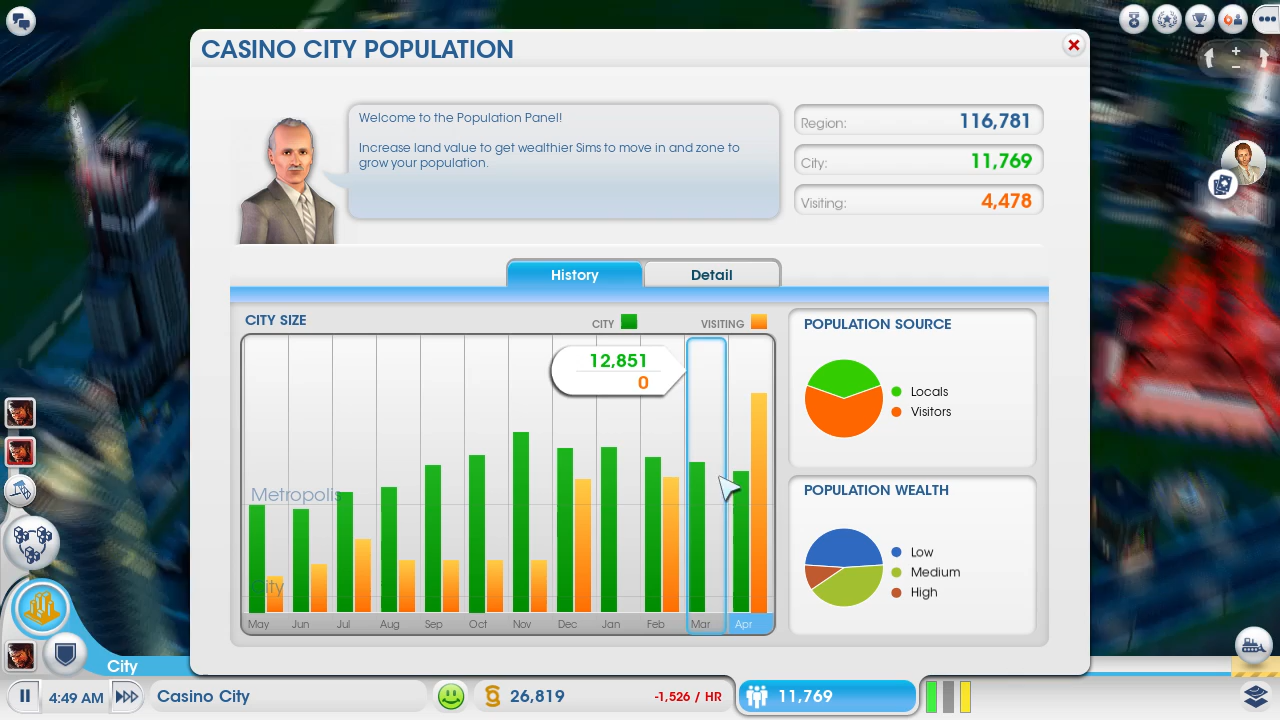 CASINO CITY POPULATION
Welcome to the Population Panel!
Increase land value to get wealthier Sims to move in and zone to
grow your population.
Region: 116,781
City: 11,769
Visiting: 4,478
History Detail
CITY SIZE
CITY VISITING
12,851
0
Metropolis
City
May Jun Jul Aug Sep Oct Nov Dec Jan Feb Mar Apr
POPULATION SOURCE
Locals
Visitors
POPULATION WEALTH
Low
Medium
High
City
4:49 AM Casino City 26,819 -1,526 / HR 11,769